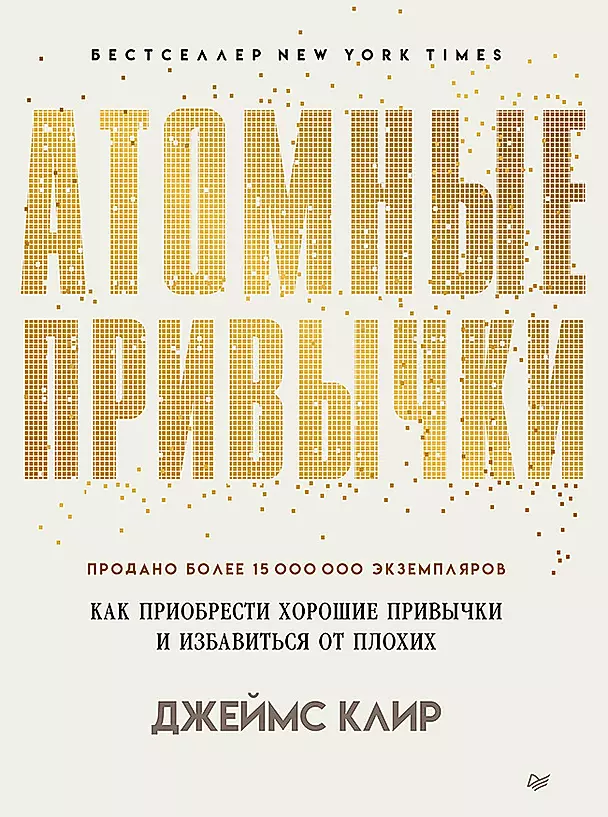 БЕСТСЕЛЛЕР NEW YORK TIMES
АТОМНЫЕ
ПРИВЫЧКИ
ПРОДАНО БОЛЕЕ 15 000 000 ЭКЗЕМПЛЯРОВ
КАК ПРИОБРЕСТИ ХОРОШИЕ ПРИВЫЧКИ
И ИЗБАВИТЬСЯ ОТ ПЛОХИХ
ДЖЕЙМС КЛИР